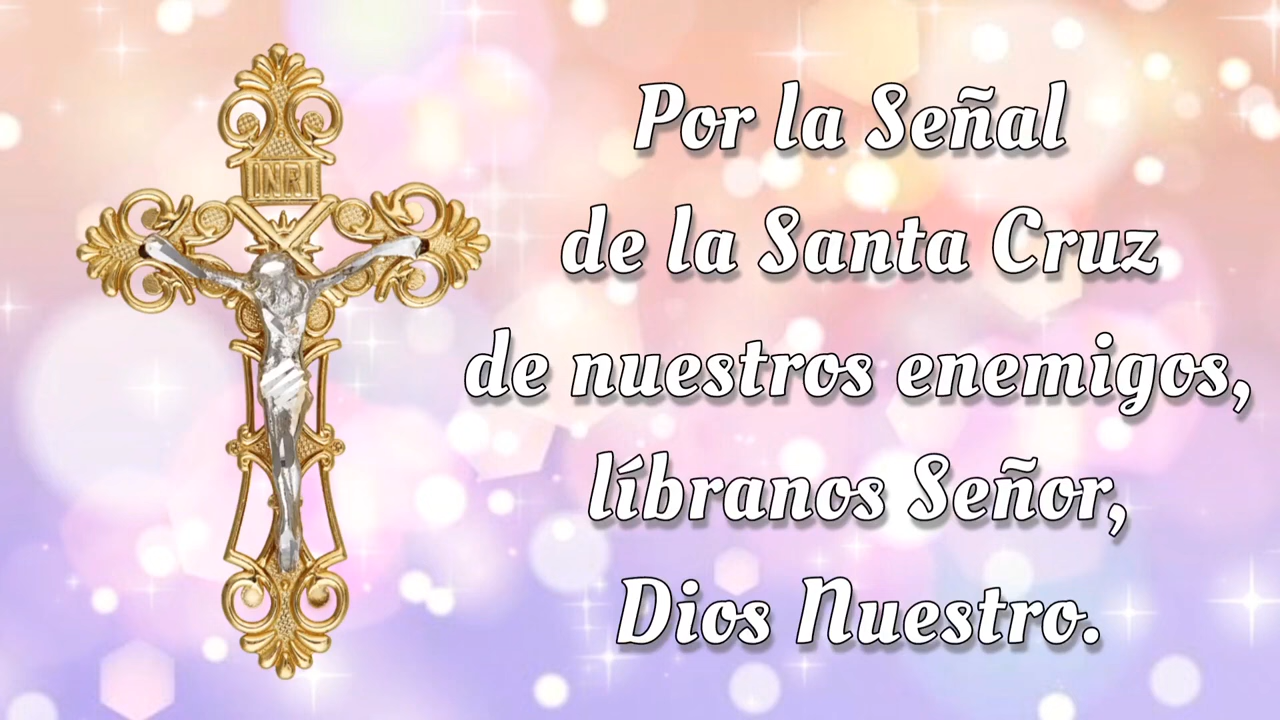 INRI
Por la Señal
de la Santa Cruz
de nuestros enemigos,
líbranos Señor,
Dios Nuestro.